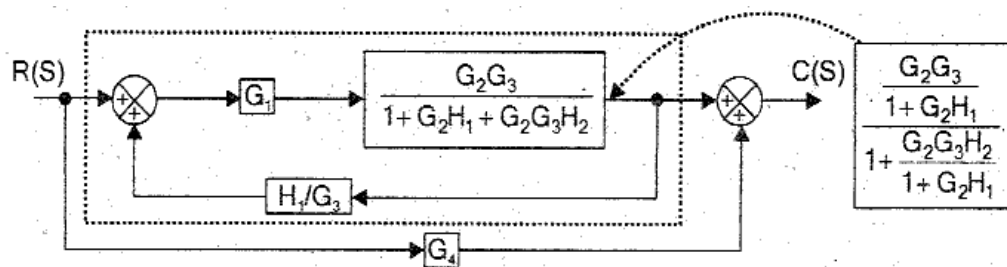 R(S)
+
+
G₁
G₂G₃
1+ G₂H₁ + G₂G₃H₂
H₁/G₃
G₄
+
+
C(S)
G₂G₃
1+ G₂H₁
1+ G₂G₃H₂
1+ G₂H₁